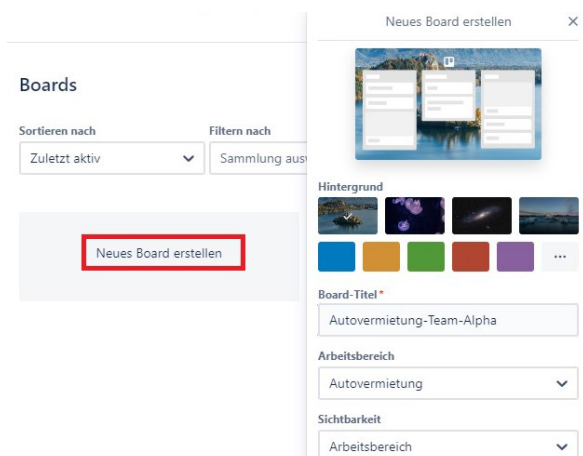 Neues Board erstellen ×
Boards
Sortieren nach
Filtern nach
Zuletzt aktiv
Sammlung
Neues Board erstellen
Hintergrund
...
Board-Titel*
Autovermietung-Team-Alpha
Arbeitsbereich
Autovermietung
Sichtbarkeit
Arbeitsbereich